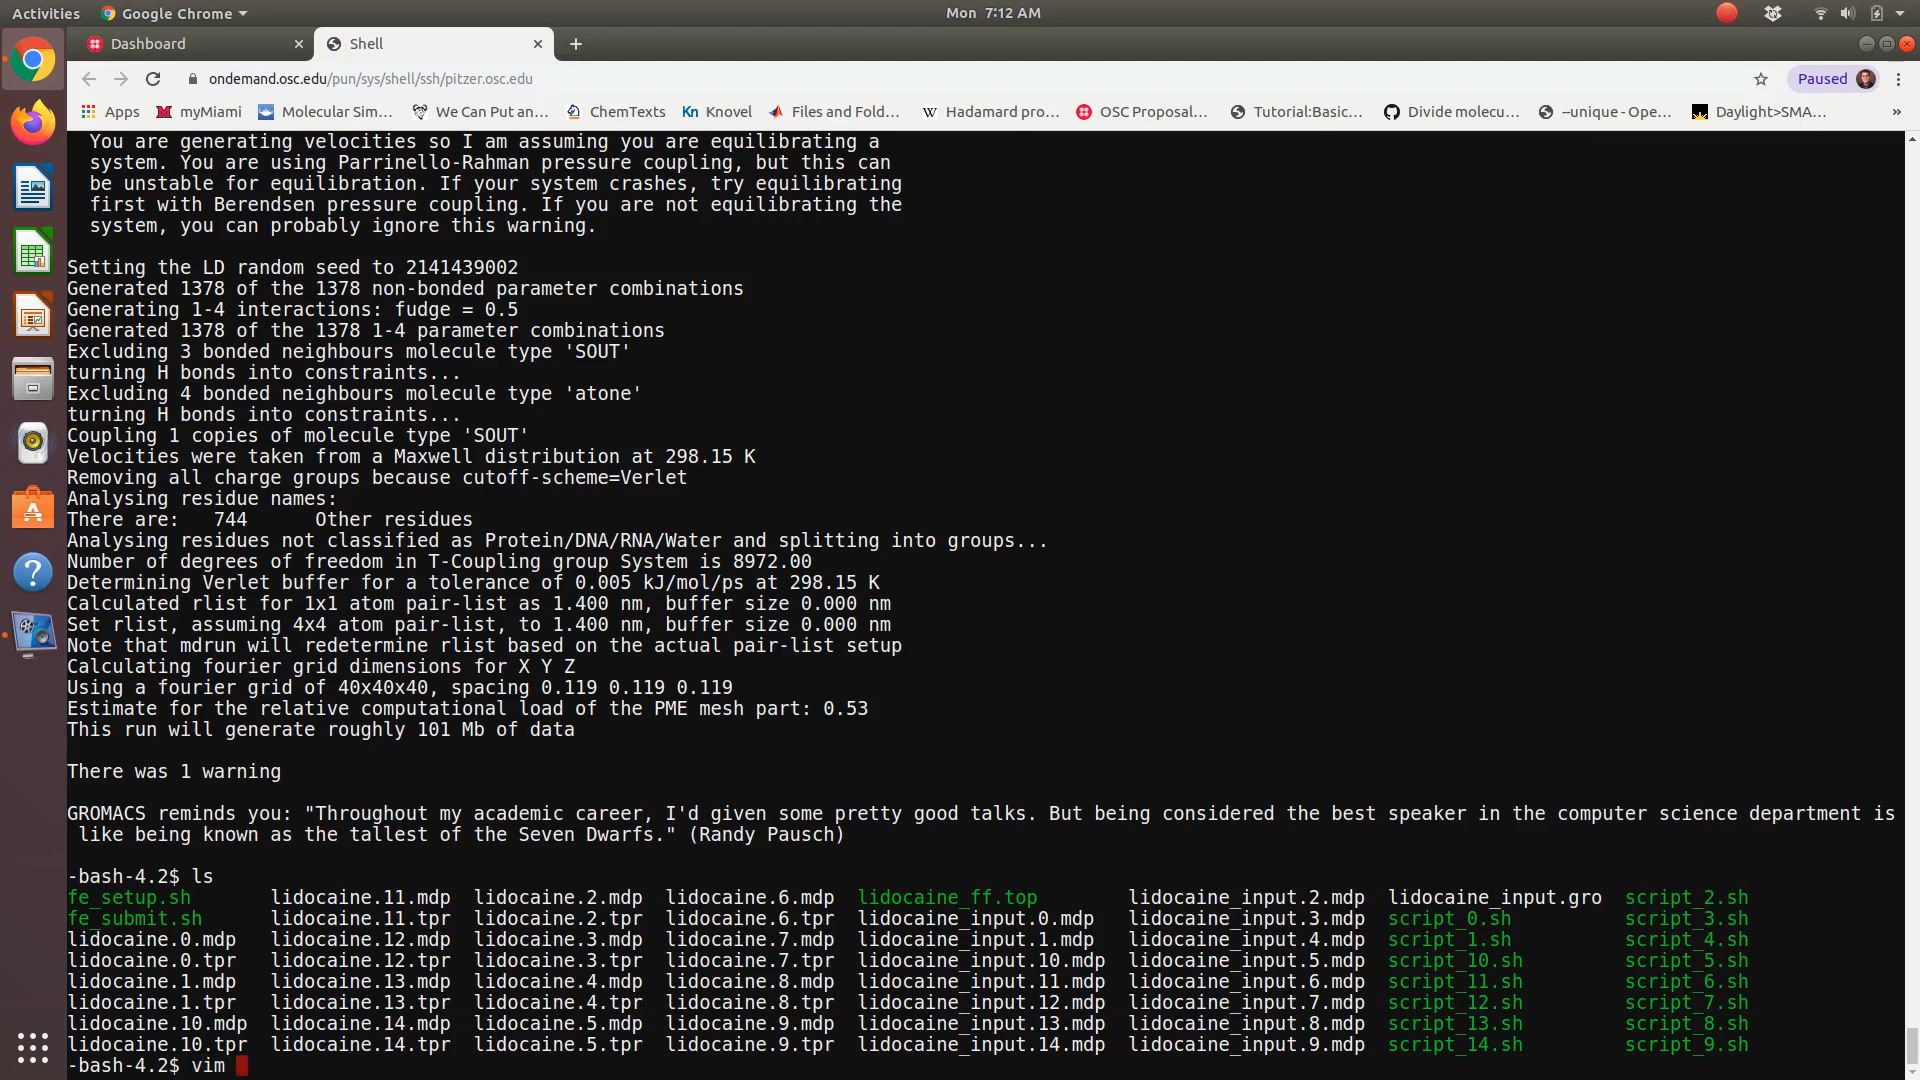 Activities Google Chrome Mon 7:12 AM
Dashboard Shell
ondemand.osc.edu/pun/sys/shell/ssh/pitzer.osc.edu Paused
Apps myMiami Molecular Sim... We Can Put an... ChemTexts Kn Knovel Files and Fold... W Hadamard pro... OSC Proposal... Tutorial:Basic... Divide molecu... --unique - Ope... Daylight>SMA... »
You are generating velocities so I am assuming you are equilibrating a
system. You are using Parrinello-Rahman pressure coupling, but this can
be unstable for equilibration. If your system crashes, try equilibrating
first with Berendsen pressure coupling. If you are not equilibrating the
system, you can probably ignore this warning.
Setting the LD random seed to 2141439002
Generated 1378 of the 1378 non-bonded parameter combinations
Generating 1-4 interactions: fudge = 0.5
Generated 1378 of the 1378 1-4 parameter combinations
Excluding 3 bonded neighbours molecule type 'SOUT'
turning H bonds into constraints...
Excluding 4 bonded neighbours molecule type 'atone'
turning H bonds into constraints...
Coupling 1 copies of molecule type 'SOUT'
Velocities were taken from a Maxwell distribution at 298.15 K
Removing all charge groups because cutoff-scheme=Verlet
Analysing residue names:
There are: 744 Other residues
Analysing residues not classified as Protein/DNA/RNA/Water and splitting into groups...
Number of degrees of freedom in T-Coupling group System is 8972.00
Determining Verlet buffer for a tolerance of 0.005 kJ/mol/ps at 298.15 K
Calculated rlist for 1x1 atom pair-list as 1.400 nm, buffer size 0.000 nm
Set rlist, assuming 4x4 atom pair-list, to 1.400 nm, buffer size 0.000 nm
Note that mdrun will redetermine rlist based on the actual pair-list setup
Calculating fourier grid dimensions for X Y Z
Using a fourier grid of 40x40x40, spacing 0.119 0.119 0.119
Estimate for the relative computational load of the PME mesh part: 0.53
This run will generate roughly 101 Mb of data
There was 1 warning
GROMACS reminds you: "Throughout my academic career, I'd given some pretty good talks. But being considered the best speaker in the computer science department is
like being known as the tallest of the Seven Dwarfs." (Randy Pausch)
-bash-4.2$ ls
fe_setup.sh lidocaine.11.mdp lidocaine.2.mdp lidocaine.6.mdp lidocaine_ff.top lidocaine_input.2.mdp lidocaine_input.gro script_2.sh
fe_submit.sh lidocaine.11.tpr lidocaine.2.tpr lidocaine.6.tpr lidocaine_input.0.mdp lidocaine_input.3.mdp script_0.sh script_3.sh
lidocaine.0.mdp lidocaine.12.mdp lidocaine.3.mdp lidocaine.7.mdp lidocaine_input.1.mdp lidocaine_input.4.mdp script_1.sh script_4.sh
lidocaine.0.tpr lidocaine.12.tpr lidocaine.3.tpr lidocaine.7.tpr lidocaine_input.10.mdp lidocaine_input.5.mdp script_10.sh script_5.sh
lidocaine.1.mdp lidocaine.13.mdp lidocaine.4.mdp lidocaine.8.mdp lidocaine_input.11.mdp lidocaine_input.6.mdp script_11.sh script_6.sh
lidocaine.1.tpr lidocaine.13.tpr lidocaine.4.tpr lidocaine.8.tpr lidocaine_input.12.mdp lidocaine_input.7.mdp script_12.sh script_7.sh
lidocaine.10.mdp lidocaine.14.mdp lidocaine.5.mdp lidocaine.9.mdp lidocaine_input.13.mdp lidocaine_input.8.mdp script_13.sh script_8.sh
lidocaine.10.tpr lidocaine.14.tpr lidocaine.5.tpr lidocaine.9.tpr lidocaine_input.14.mdp lidocaine_input.9.mdp script_14.sh script_9.sh
-bash-4.2$ vim